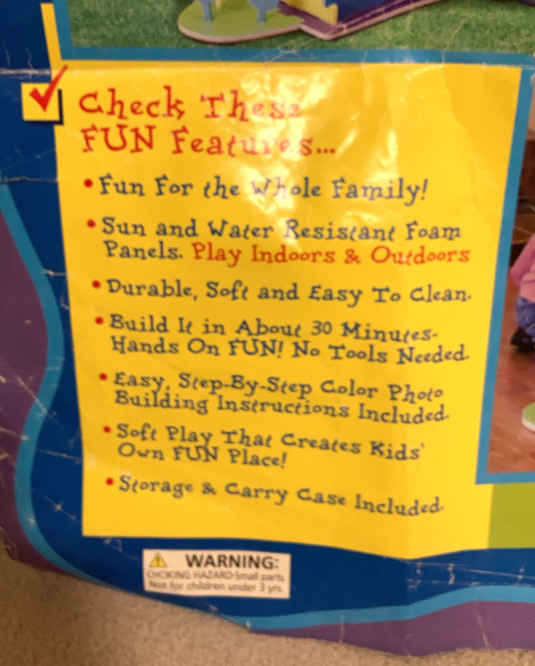 Check These
FUN Features...
• Fun For the Whole Family!
• Sun and Water Resistant Foam
Panels. Play Indoors & Outdoors
• Durable, Soft and Easy To Clean.
• Build It in About 30 Minutes-
Hands On FUN! No Tools Needed.
• Easy, Step-By-Step Color Photo
Building Instructions Included.
• Soft Play That Creates Kids'
Own FUN Place!
• Storage & Carry Case Included.
WARNING:
CHOKING HAZARD-Small parts.
Not for children under 3 yrs.